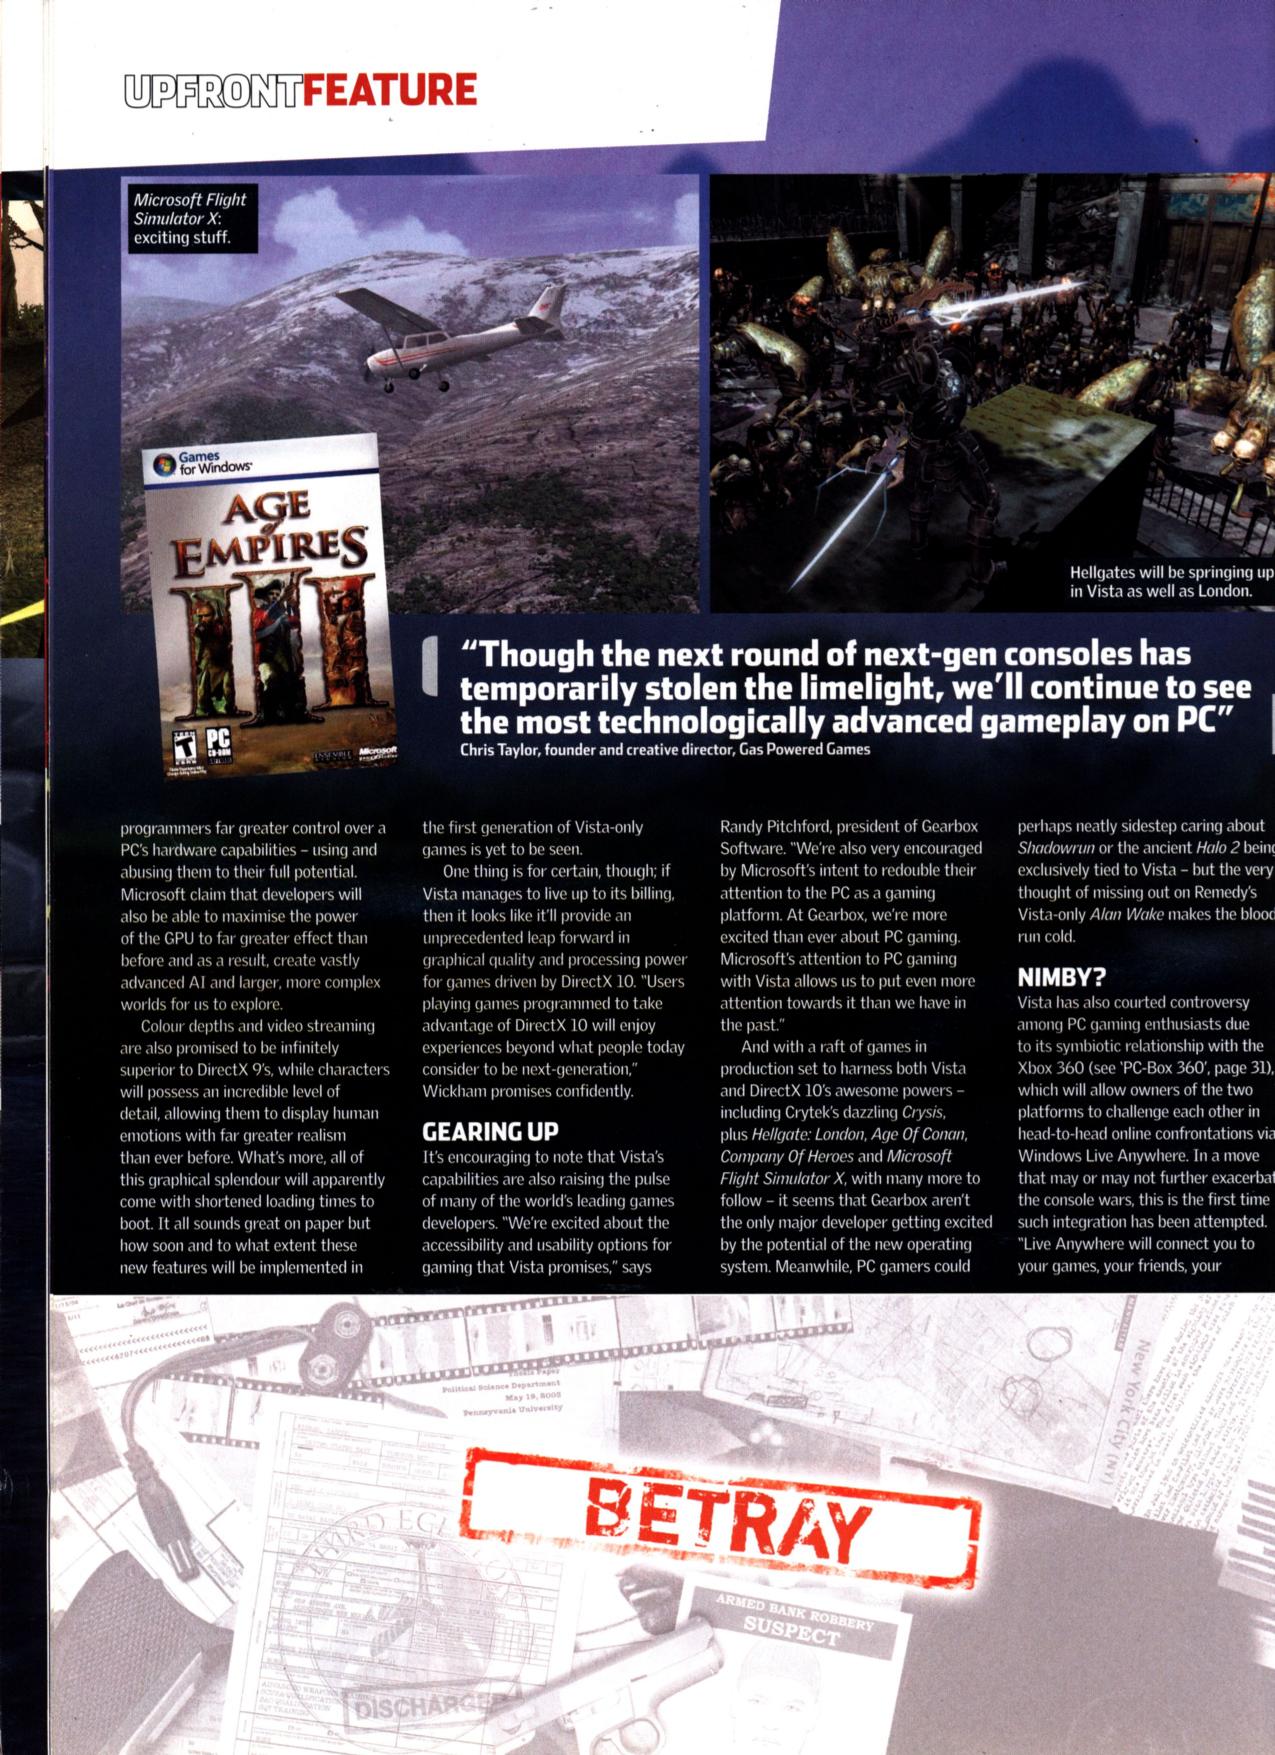 UPFRONTFEATURE
Microsoft Flight
Simulator X:
exciting stuff.
Games
for Windows
AGE
of
EMPIRES
III
PC
CD-ROM
ENSEMBLE
Microsoft
Hellgates will be springing up
in Vista as well as London.
“Though the next round of next-gen consoles has
temporarily stolen the limelight, we’ll continue to see
the most technologically advanced gameplay on PC”
Chris Taylor, founder and creative director, Gas Powered Games
programmers far greater control over a
PC's hardware capabilities – using and
abusing them to their full potential.
Microsoft claim that developers will
also be able to maximise the power
of the GPU to far greater effect than
before and as a result, create vastly
advanced AI and larger, more complex
worlds for us to explore.
Colour depths and video streaming
are also promised to be infinitely
superior to DirectX 9's, while characters
will possess an incredible level of
detail, allowing them to display human
emotions with far greater realism
than ever before. What's more, all of
this graphical splendour will apparently
come with shortened loading times to
boot. It all sounds great on paper but
how soon and to what extent these
new features will be implemented in
the first generation of Vista-only
games is yet to be seen.
One thing is for certain, though; if
Vista manages to live up to its billing,
then it looks like it'll provide an
unprecedented leap forward in
graphical quality and processing power
for games driven by DirectX 10. “Users
playing games programmed to take
advantage of DirectX 10 will enjoy
experiences beyond what people today
consider to be next-generation,”
Wickham promises confidently.
GEARING UP
It's encouraging to note that Vista's
capabilities are also raising the pulse
of many of the world's leading games
developers. “We're excited about the
accessibility and usability options for
gaming that Vista promises,” says
Randy Pitchford, president of Gearbox
Software. “We're also very encouraged
by Microsoft's intent to redouble their
attention to the PC as a gaming
platform. At Gearbox, we're more
excited than ever about PC gaming.
Microsoft's attention to PC gaming
with Vista allows us to put even more
attention towards it than we have in
the past.”
And with a raft of games in
production set to harness both Vista
and DirectX 10's awesome powers –
including Crytek's dazzling Crysis,
plus Hellgate: London, Age Of Conan,
Company Of Heroes and Microsoft
Flight Simulator X, with many more to
follow – it seems that Gearbox aren't
the only major developer getting excited
by the potential of the new operating
system. Meanwhile, PC gamers could
perhaps neatly sidestep caring about
Shadowrun or the ancient Halo 2 being
exclusively tied to Vista – but the very
thought of missing out on Remedy's
Vista-only Alan Wake makes the blood
run cold.
NIMBY?
Vista has also courted controversy
among PC gaming enthusiasts due
to its symbiotic relationship with the
Xbox 360 (see 'PC-Box 360', page 31),
which will allow owners of the two
platforms to challenge each other in
head-to-head online confrontations via
Windows Live Anywhere. In a move
that may or may not further exacerbat
the console wars, this is the first time
such integration has been attempted.
“Live Anywhere will connect you to
your games, your friends, your
Thesis Paper
Political Science Department
May 19, 2002
Pennsylvania University
NEW YORK CITY (NY)
BETRAY
ARMED BANK ROBBERY
SUSPECT